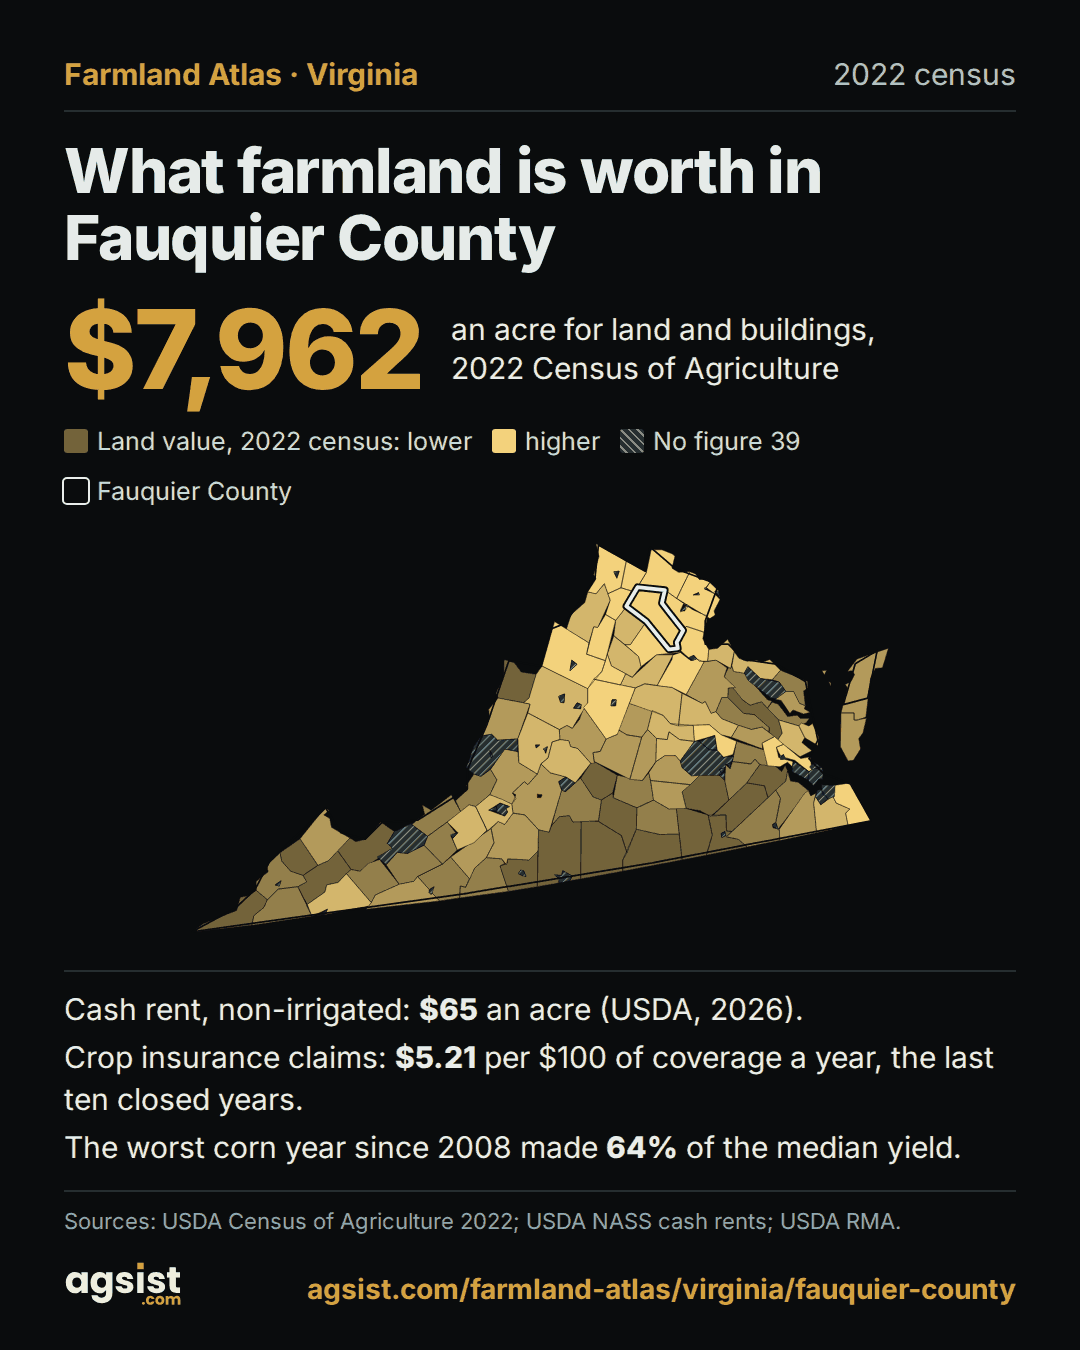 Farmland Atlas · Virginia
2022 census
What farmland is worth in
Fauquier County
$7,962
an acre for land and buildings,
2022 Census of Agriculture
Land value, 2022 census: lower
higher
No figure 39
Fauquier County
Cash rent, non-irrigated: $65 an acre (USDA, 2026).
Crop insurance claims: $5.21 per $100 of coverage a year, the last
ten closed years.
The worst corn year since 2008 made 64% of the median yield.
Sources: USDA Census of Agriculture 2022; USDA NASS cash rents; USDA RMA.
agsist
.com
agsist.com/farmland-atlas/virginia/fauquier-county